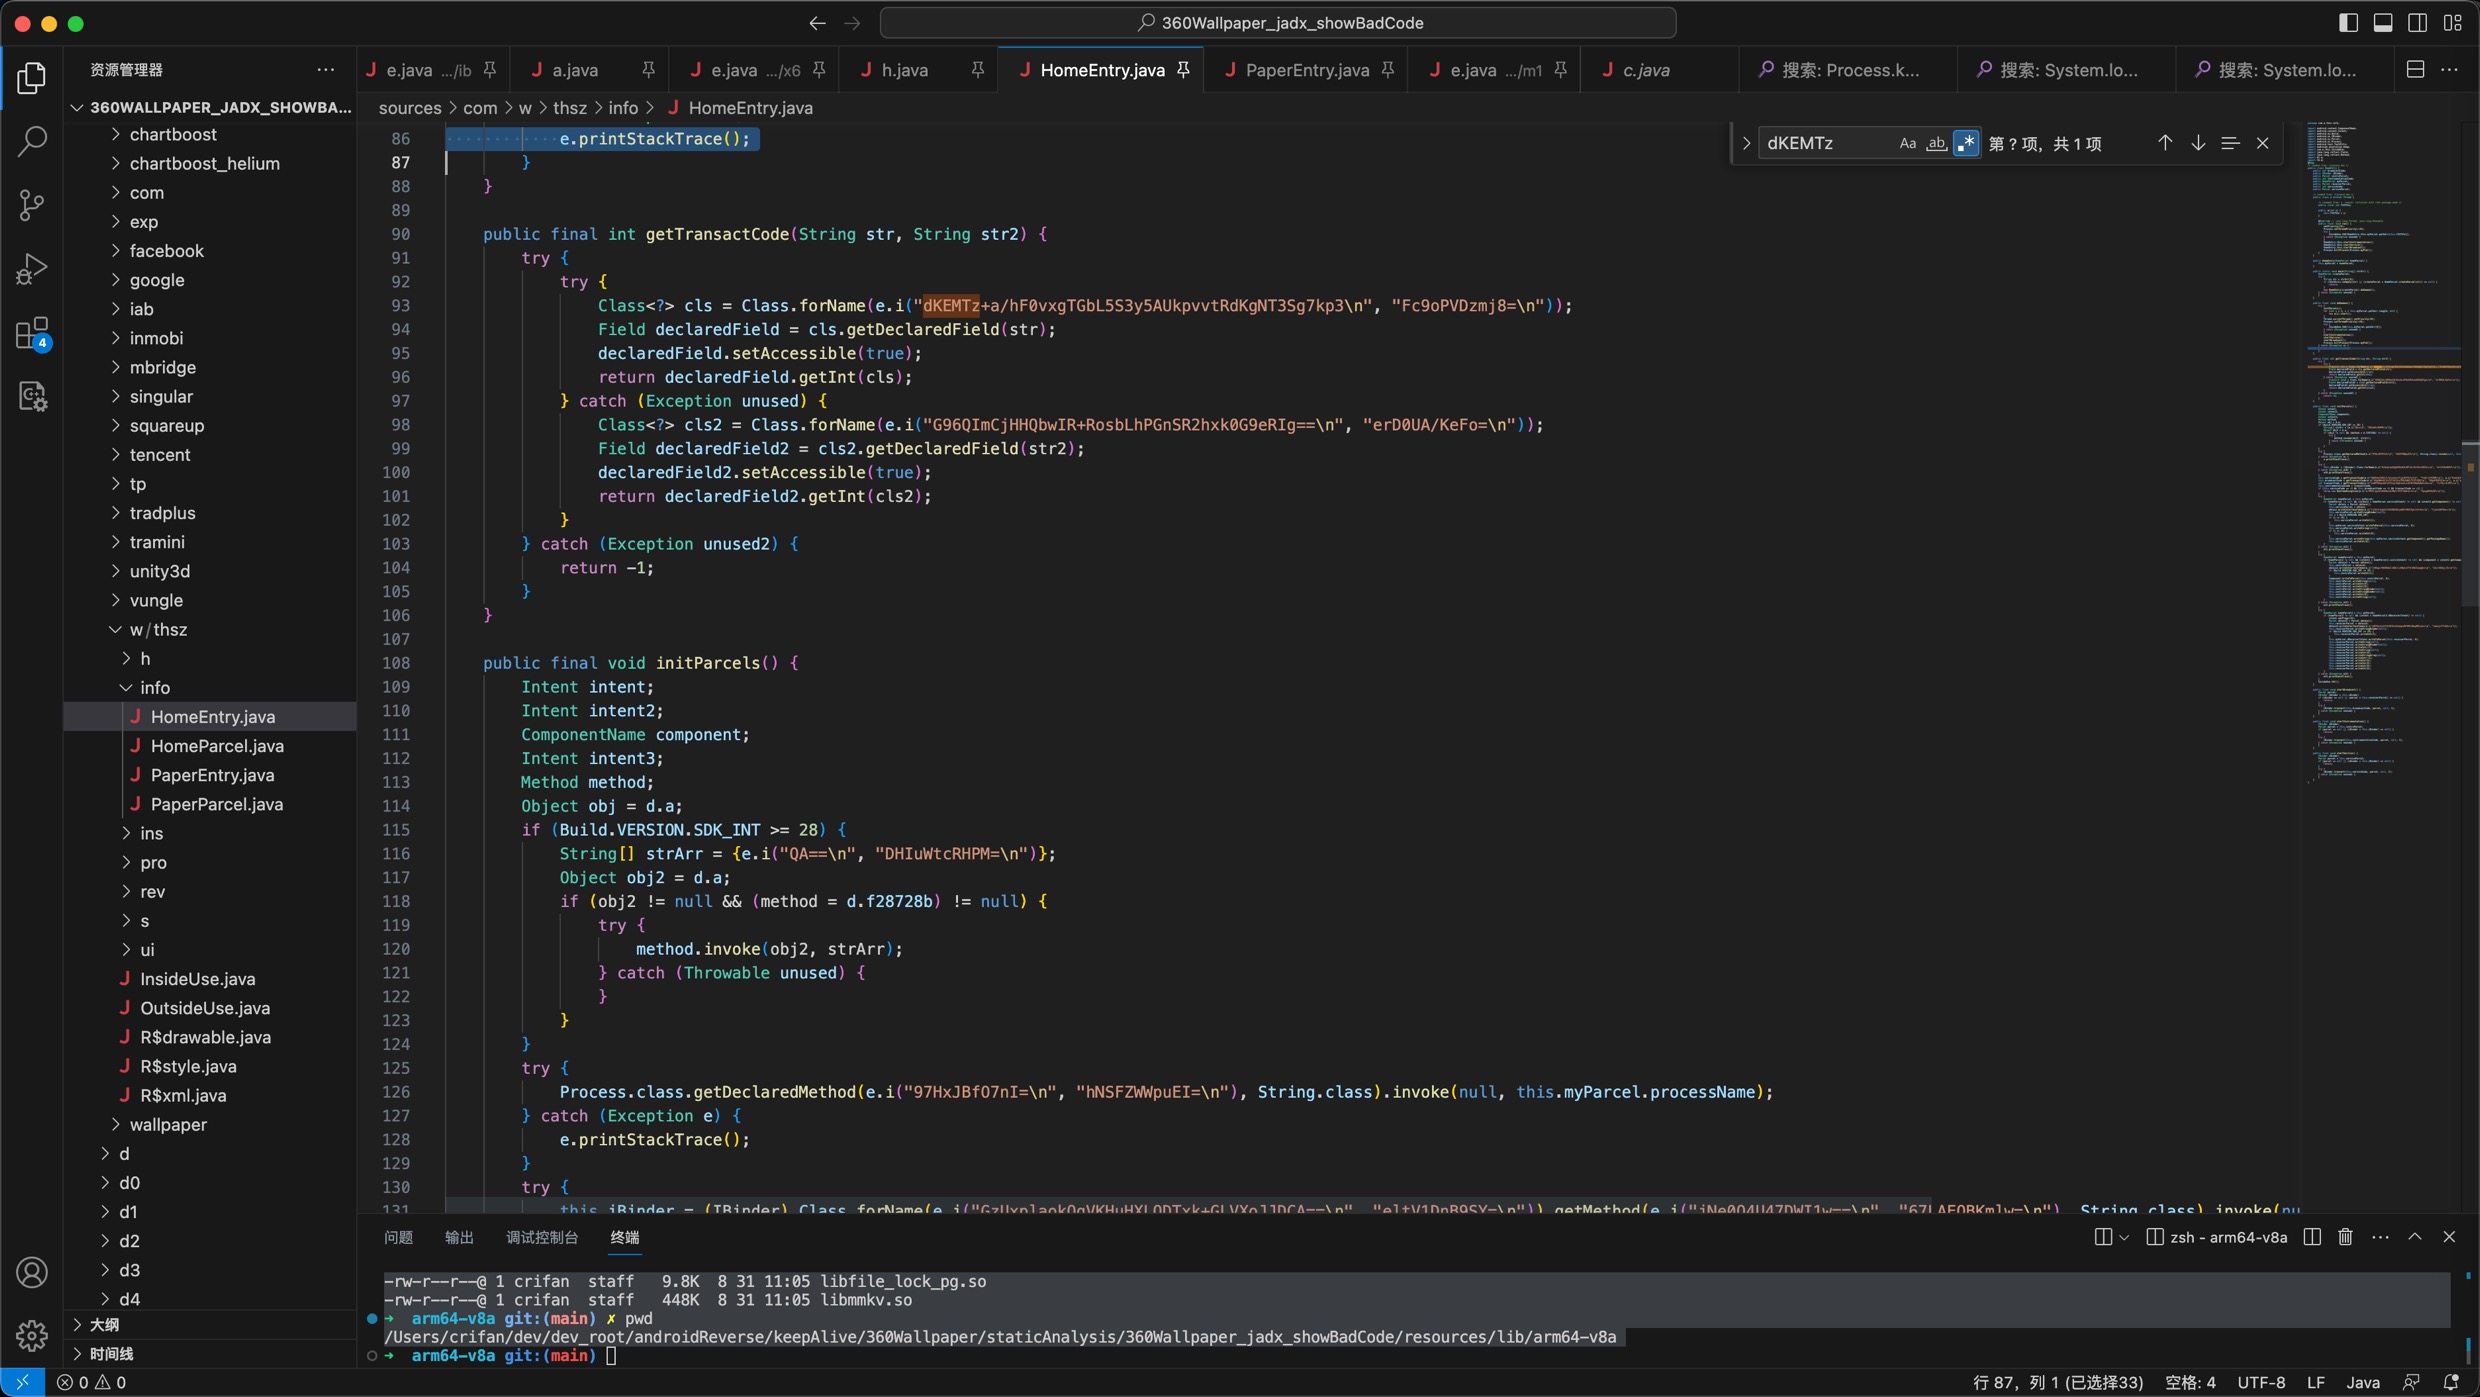 360Wallpaper_jadx_showBadCode
资源管理器
e.java .../ib
a.java
e.java .../x6
h.java
HomeEntry.java
PaperEntry.java
e.java .../m1
c.java
搜索: Process.k...
搜索: System.lo...
搜索: System.lo...
360WALLPAPER_JADX_SHOWBA...
sources > com > w > thsz > info > HomeEntry.java
chartboost
chartboost_helium
com
exp
facebook
google
iab
inmobi
mbridge
singular
squareup
tencent
tp
tradplus
tramini
unity3d
vungle
w/thsz
h
info
HomeEntry.java
HomeParcel.java
PaperEntry.java
PaperParcel.java
ins
pro
rev
s
ui
InsideUse.java
OutsideUse.java
R$drawable.java
R$style.java
R$xml.java
wallpaper
d
d0
d1
d2
d3
d4
大纲
时间线
4
dKEMTz
Aa ab .* 第 ? 项，共 1 项
86 e.printStackTrace();
87 }
88 }
89
90 public final int getTransactCode(String str, String str2) {
91 try {
92 try {
93 Class<?> cls = Class.forName(e.i("dKEMTz+a/hF0vxgTGbL5S3y5AUkpvvtRdKgNT3Sg7kp3\n", "Fc9oPVDzmj8=\n"));
94 Field declaredField = cls.getDeclaredField(str);
95 declaredField.setAccessible(true);
96 return declaredField.getInt(cls);
97 } catch (Exception unused) {
98 Class<?> cls2 = Class.forName(e.i("G96QImCjHHQbwIR+RosbLhPGnSR2hxk0G9eRIg==\n", "erD0UA/KeFo=\n"));
99 Field declaredField2 = cls2.getDeclaredField(str2);
100 declaredField2.setAccessible(true);
101 return declaredField2.getInt(cls2);
102 }
103 } catch (Exception unused2) {
104 return -1;
105 }
106 }
107
108 public final void initParcels() {
109 Intent intent;
110 Intent intent2;
111 ComponentName component;
112 Intent intent3;
113 Method method;
114 Object obj = d.a;
115 if (Build.VERSION.SDK_INT >= 28) {
116 String[] strArr = {e.i("QA==\n", "DHIuWtcRHPM=\n")};
117 Object obj2 = d.a;
118 if (obj2 != null && (method = d.f28728b) != null) {
119 try {
120 method.invoke(obj2, strArr);
121 } catch (Throwable unused) {
122 }
123 }
124 }
125 try {
126 Process.class.getDeclaredMethod(e.i("97HxJBfO7nI=\n", "hNSFZWWpuEI=\n"), String.class).invoke(null, this.myParcel.processName);
127 } catch (Exception e) {
128 e.printStackTrace();
129 }
130 try {
131
问题 输出 调试控制台 终端
zsh - arm64-v8a
-rw-r--r--@ 1 crifan staff 9.8K 8 31 11:05 libfile_lock_pg.so
-rw-r--r--@ 1 crifan staff 448K 8 31 11:05 libmmkv.so
➜ arm64-v8a git:(main) ✗ pwd
/Users/crifan/dev/dev_root/androidReverse/keepAlive/360Wallpaper/staticAnalysis/360Wallpaper_jadx_showBadCode/resources/lib/arm64-v8a
➜ arm64-v8a git:(main)
0 0
行 87，列 1 (已选择33) 空格: 4 UTF-8 LF Java